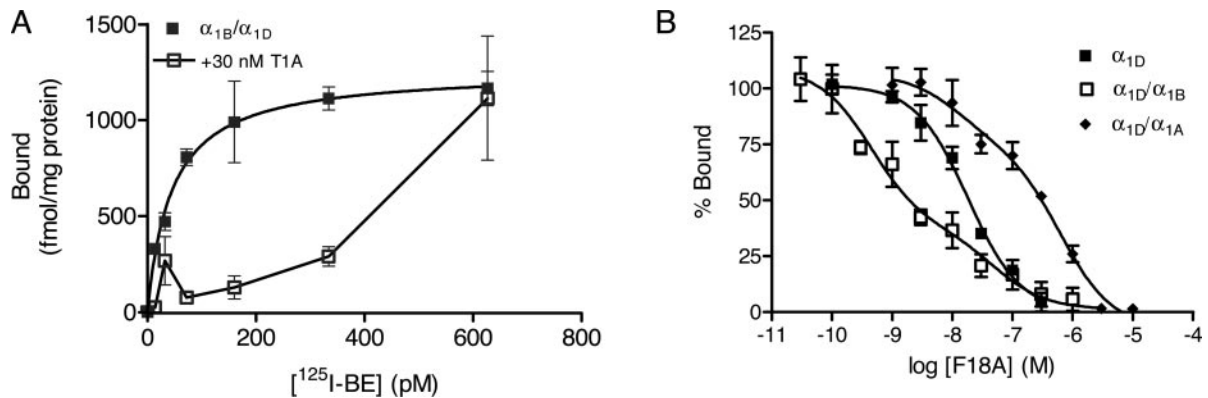 A
Bound
(fmol/mg protein)
1500
1000
500
0
0 200 400 600 800
[¹²⁵I-BE] (pM)
α1B/α1D
+30 nM T1A
B
% Bound
125
100
75
50
25
0
-11 -10 -9 -8 -7 -6 -5 -4
log [F18A] (M)
α1D
α1D/α1B
α1D/α1A